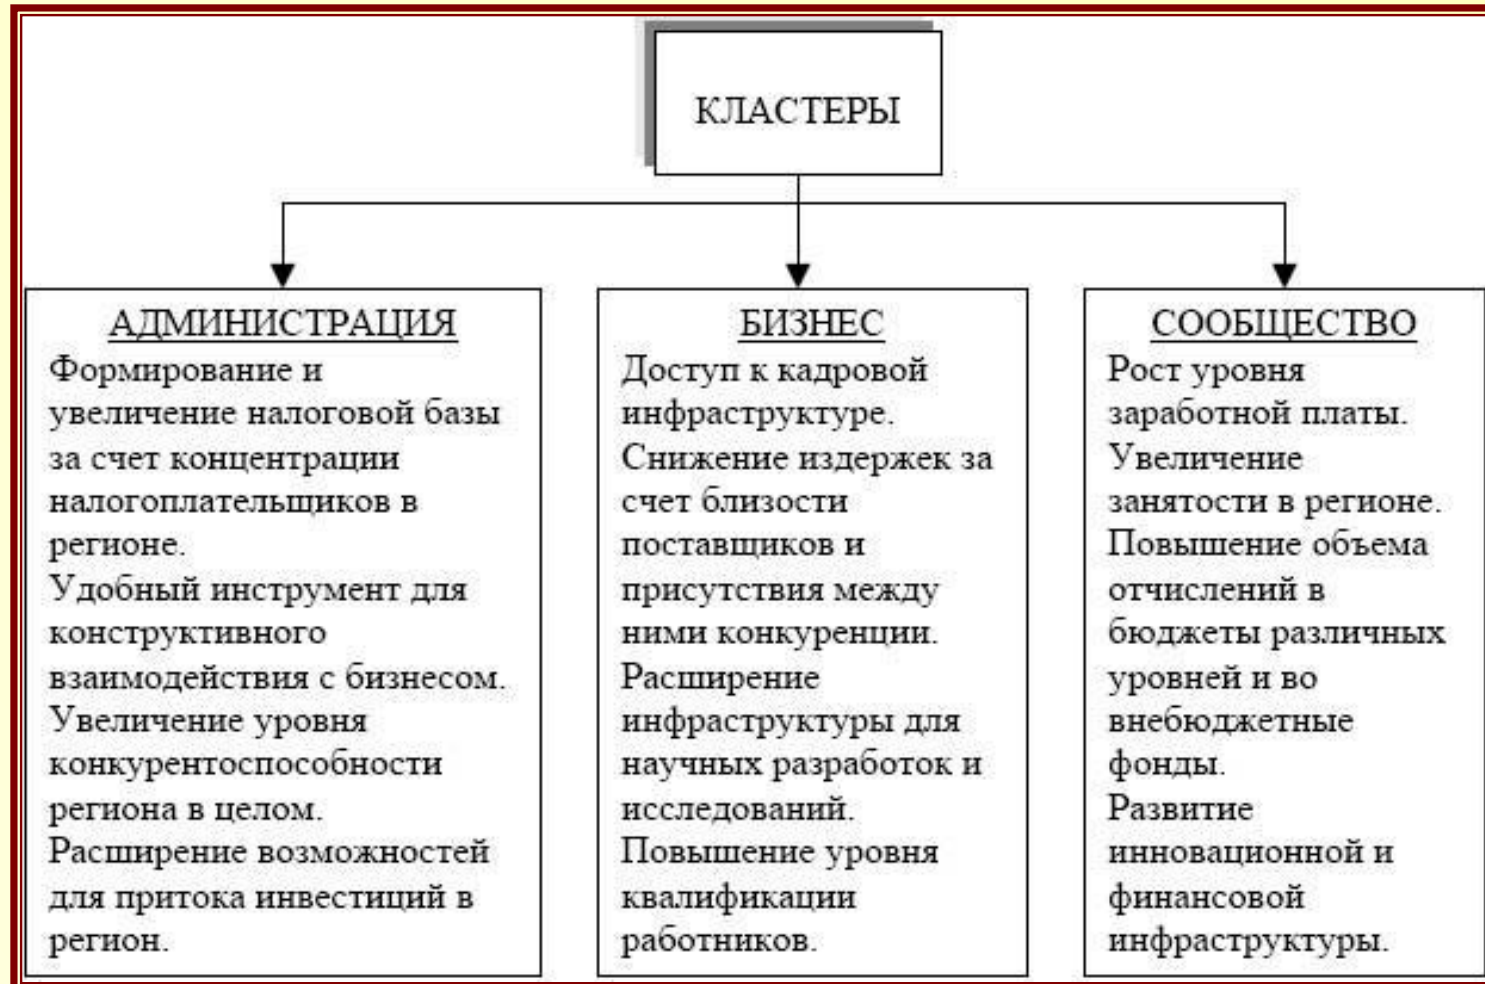 КЛАСТЕРЫ
АДМИНИСТРАЦИЯ
Формирование и
увеличение налоговой базы
за счет концентрации
налогоплательщиков в
регионе.
Удобный инструмент для
конструктивного
взаимодействия с бизнесом.
Увеличение уровня
конкурентоспособности
региона в целом.
Расширение возможностей
для притока инвестиций в
регион.
БИЗНЕС
Доступ к кадровой
инфраструктуре.
Снижение издержек за
счет близости
поставщиков и
присутствия между
ними конкуренции.
Расширение
инфраструктуры для
научных разработок и
исследований.
Повышение уровня
квалификации
работников.
СООБЩЕСТВО
Рост уровня
заработной платы.
Увеличение
занятости в регионе.
Повышение объема
отчислений в
бюджеты различных
уровней и во
внебюджетные
фонды.
Развитие
инновационной и
финансовой
инфраструктуры.